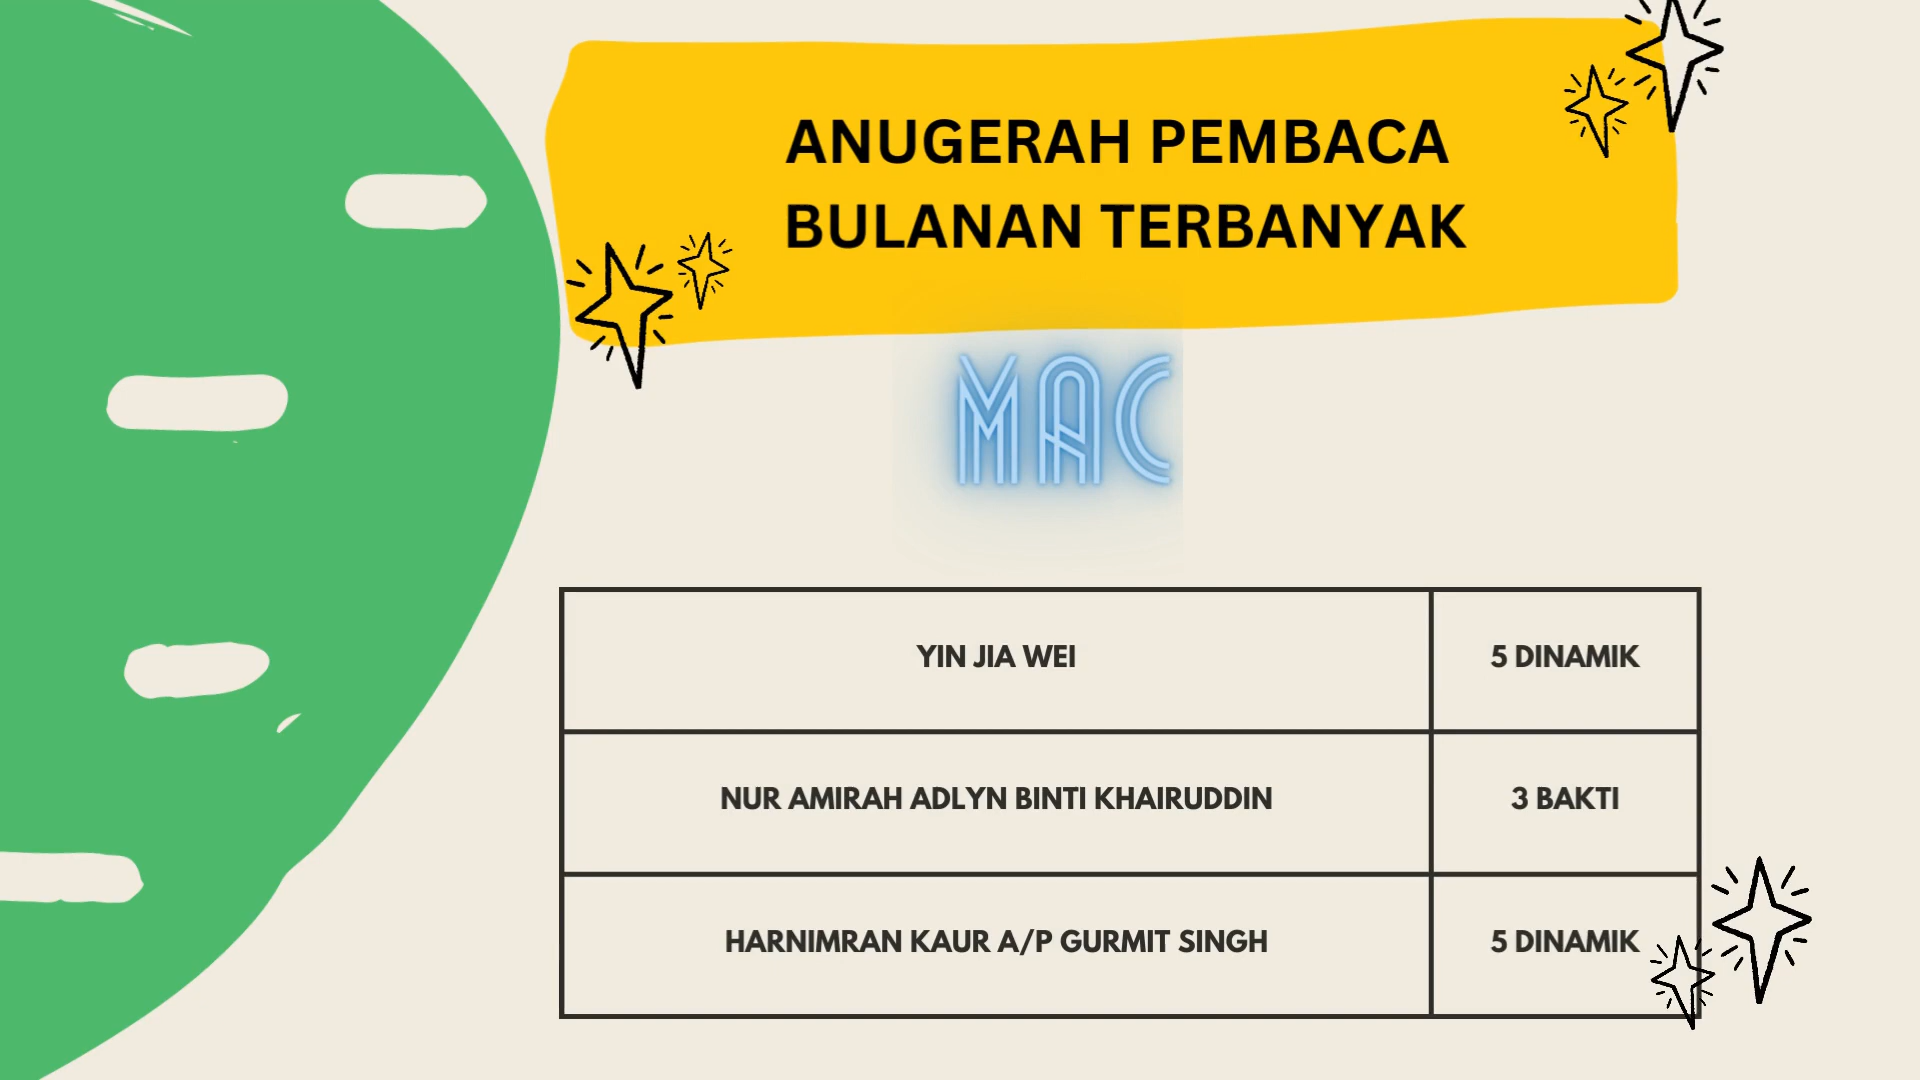 ANUGERAH PEMBACA
BULANAN TERBANYAK
MAC
YIN JIA WEI 5 DINAMIK
NUR AMIRAH ADLYN BINTI KHAIRUDDIN 3 BAKTI
HARNIMRAN KAUR A/P GURMIT SINGH 5 DINAMIK